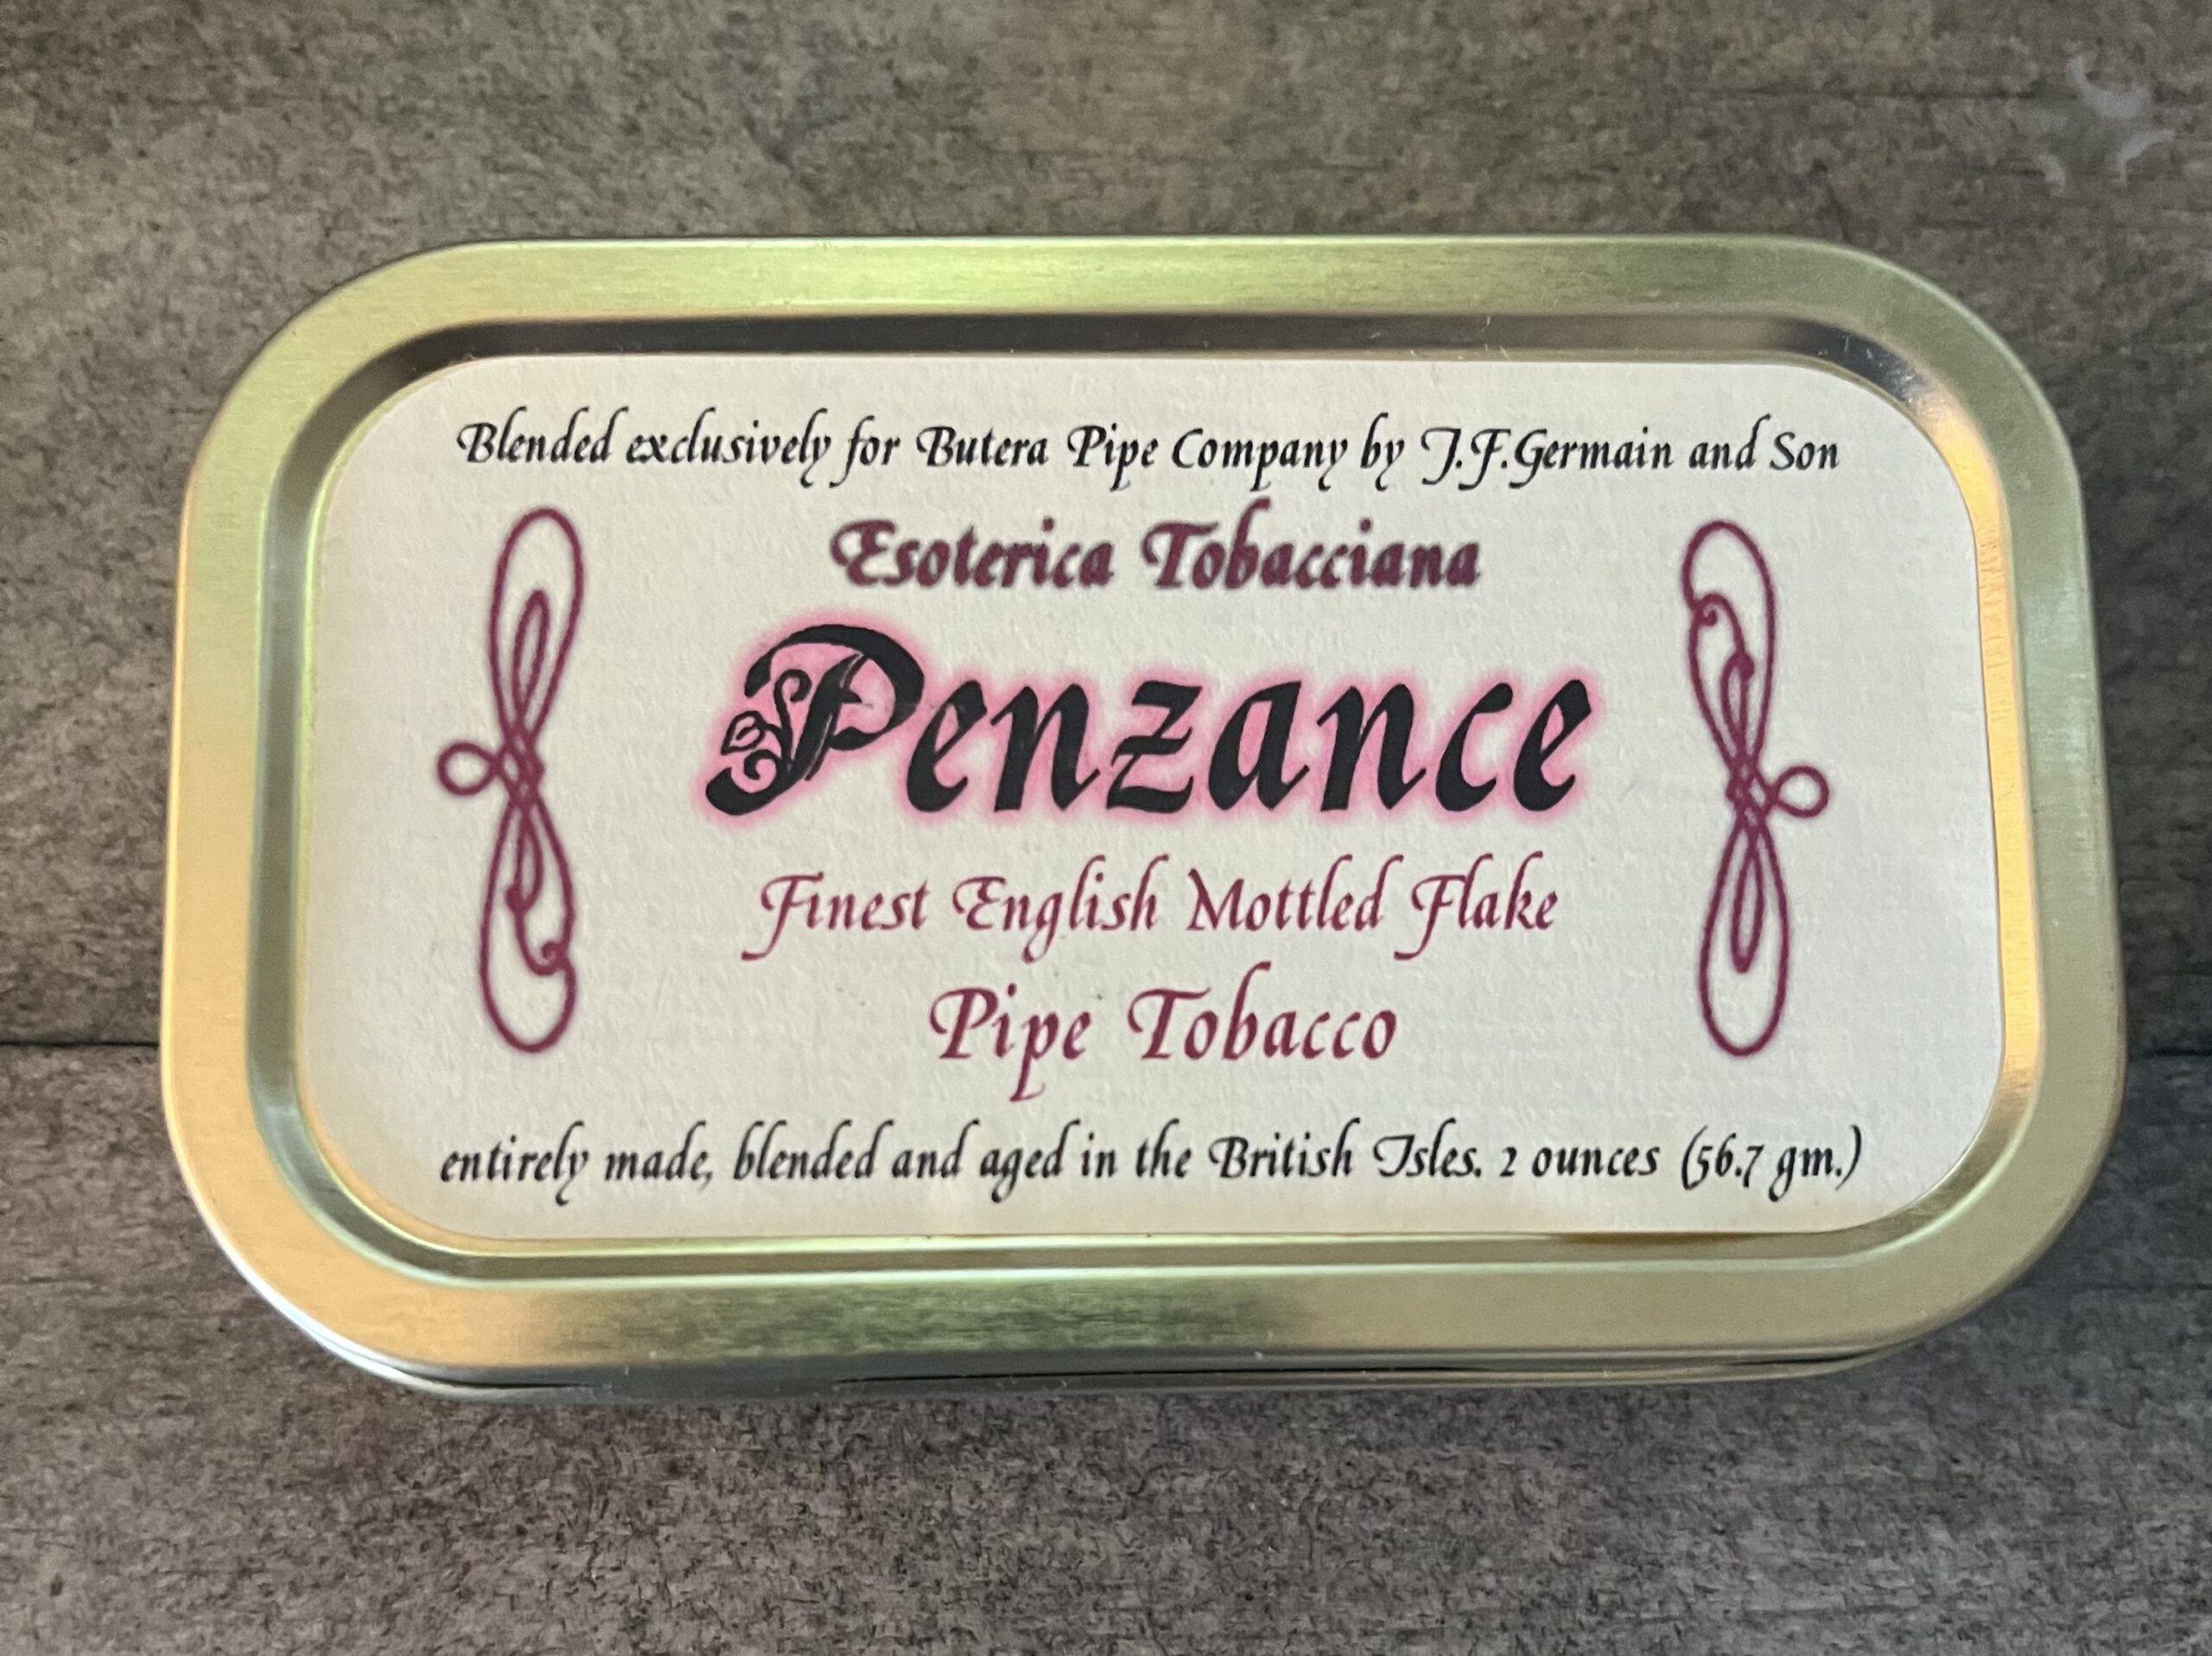 Blended exclusively for Butera Pipe Company by J.F.Germain and Son
Esoterica Tobacciana
Penzance
Finest English Mottled Flake
Pipe Tobacco
entirely made, blended and aged in the British Isles. 2 ounces (56.7 gm.)